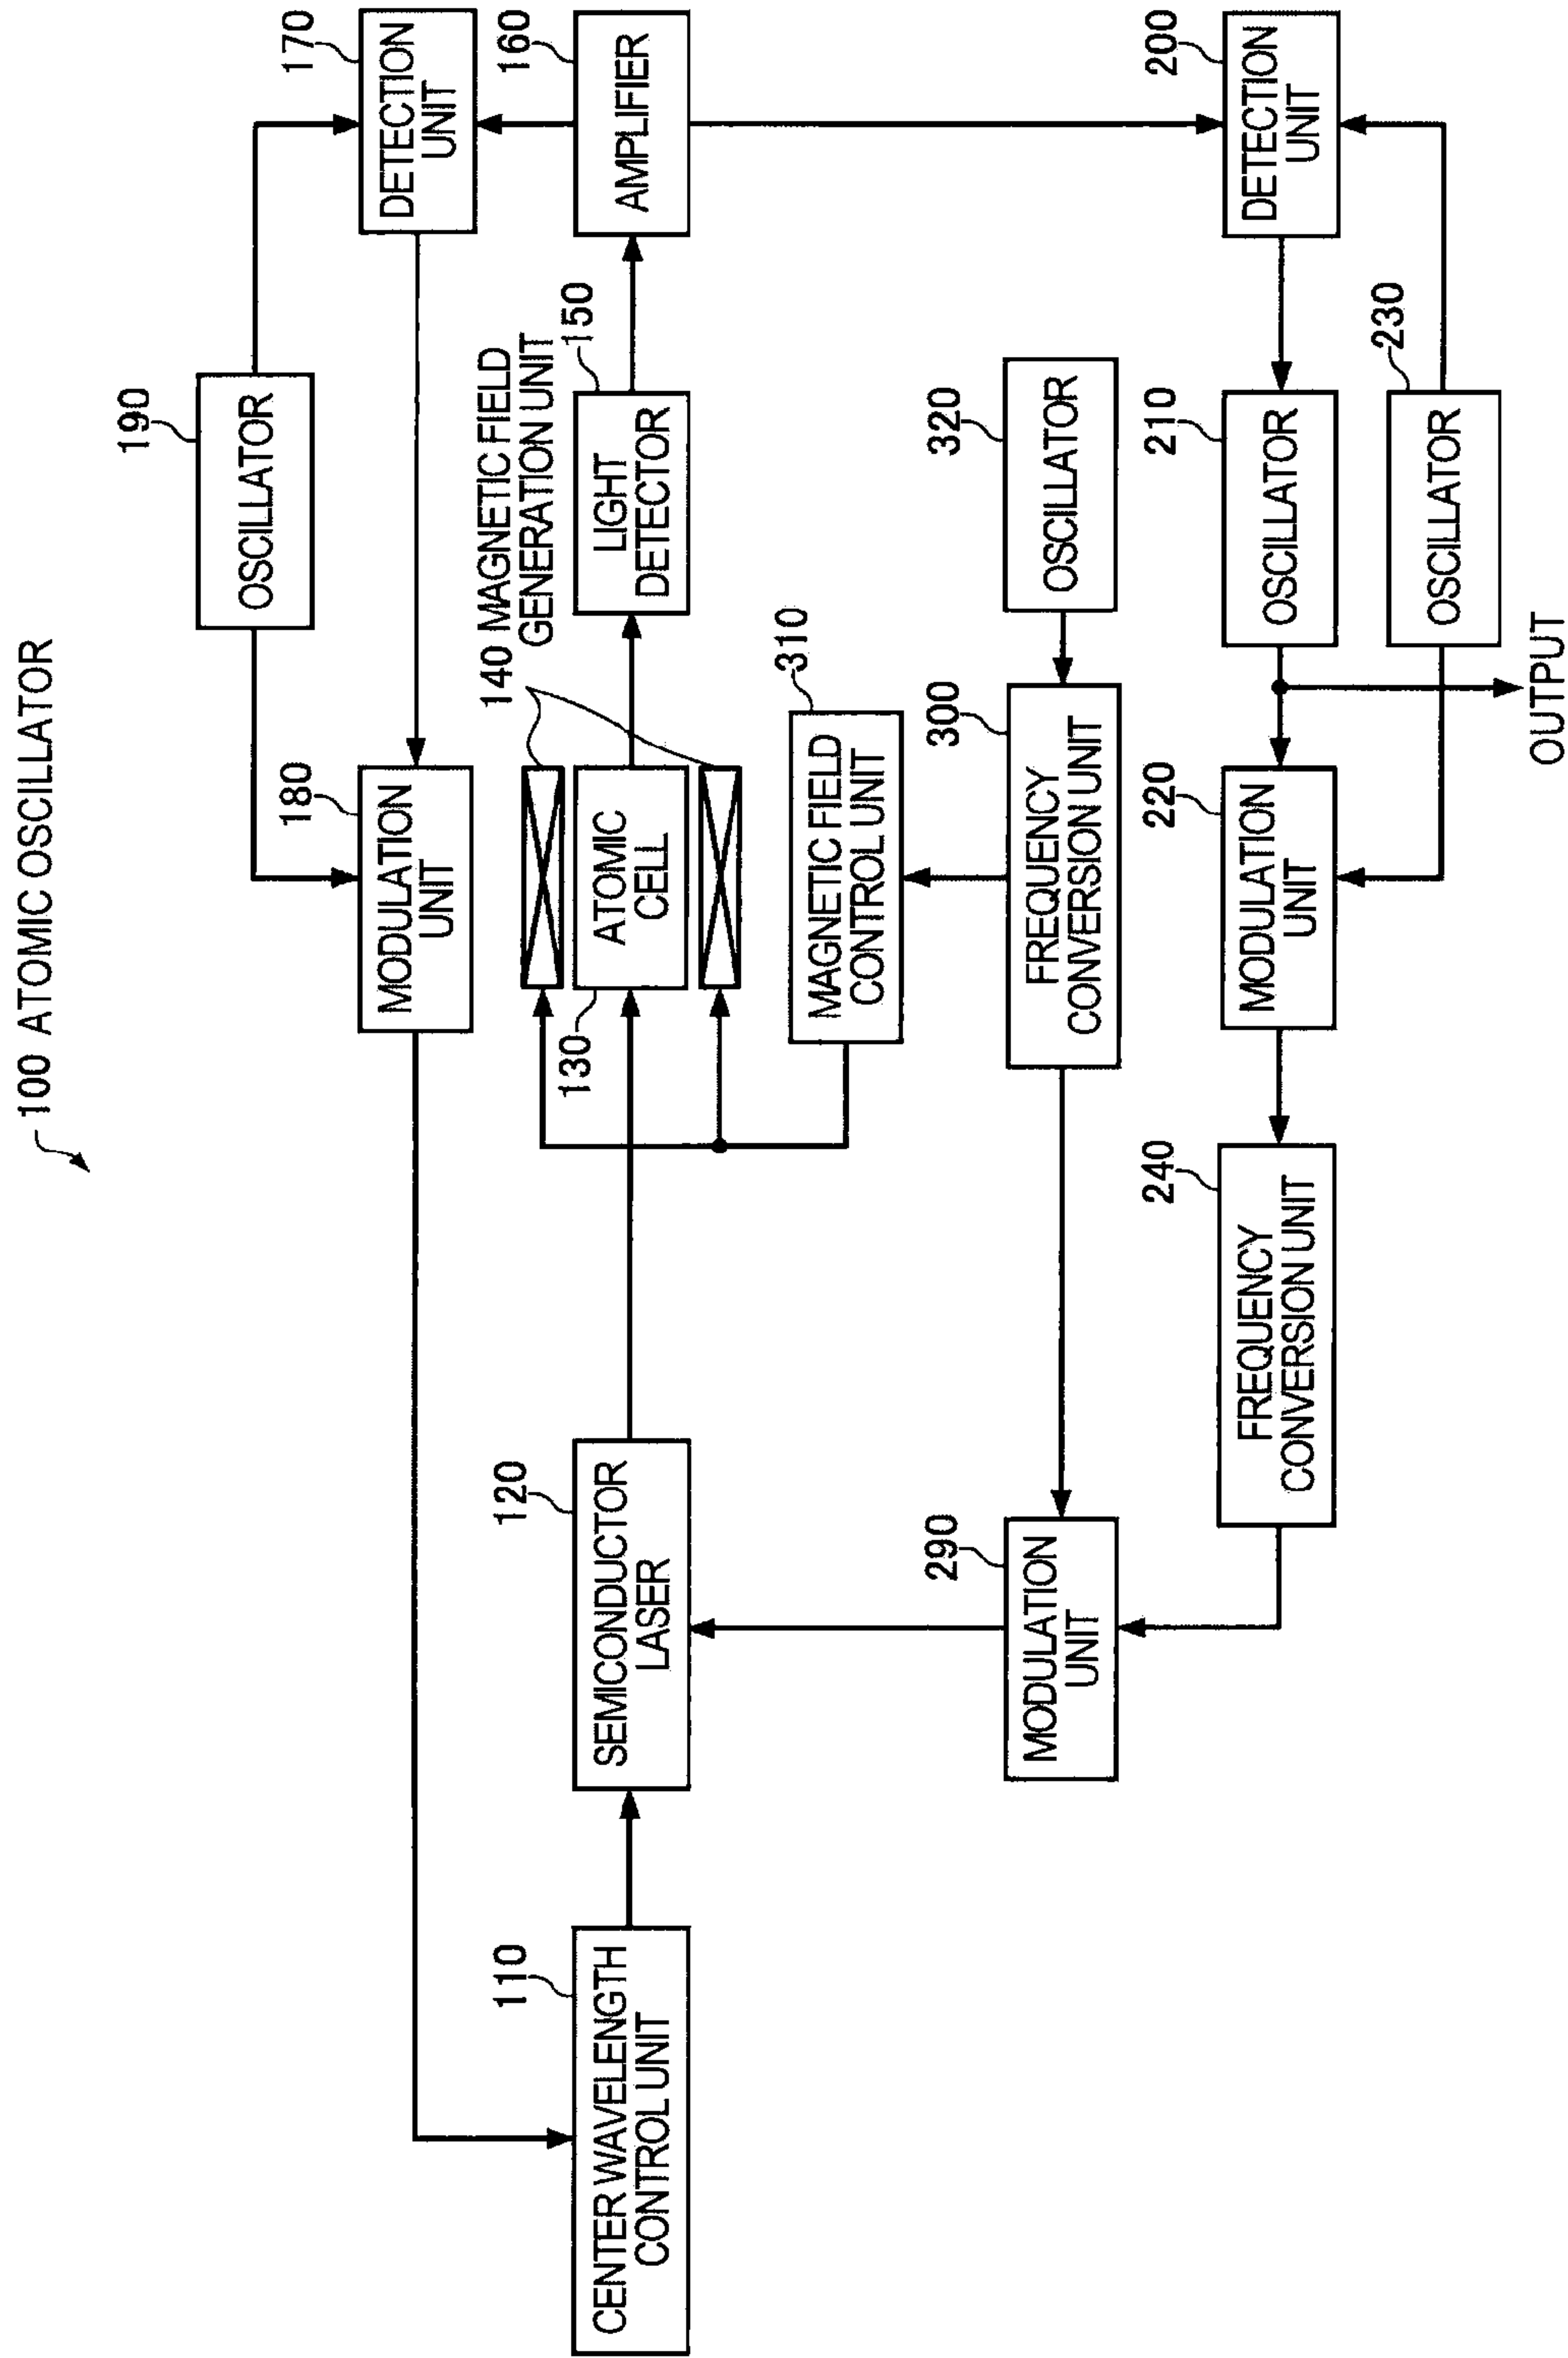 100 ATOMIC OSCILLATOR
190
OSCILLATOR
180
MODULATION
UNIT
170
DETECTION
UNIT
140 MAGNETIC FIELD
GENERATION UNIT
110
CENTER WAVELENGTH
CONTROL UNIT
120
SEMICONDUCTOR
LASER
130
ATOMIC
CELL
150
LIGHT
DETECTOR
160
AMPLIFIER
310
MAGNETIC FIELD
CONTROL UNIT
290
MODULATION
UNIT
300
FREQUENCY
CONVERSION UNIT
320
OSCILLATOR
240
FREQUENCY
CONVERSION UNIT
220
MODULATION
UNIT
210
OSCILLATOR
200
DETECTION
UNIT
230
OSCILLATOR
OUTPUT